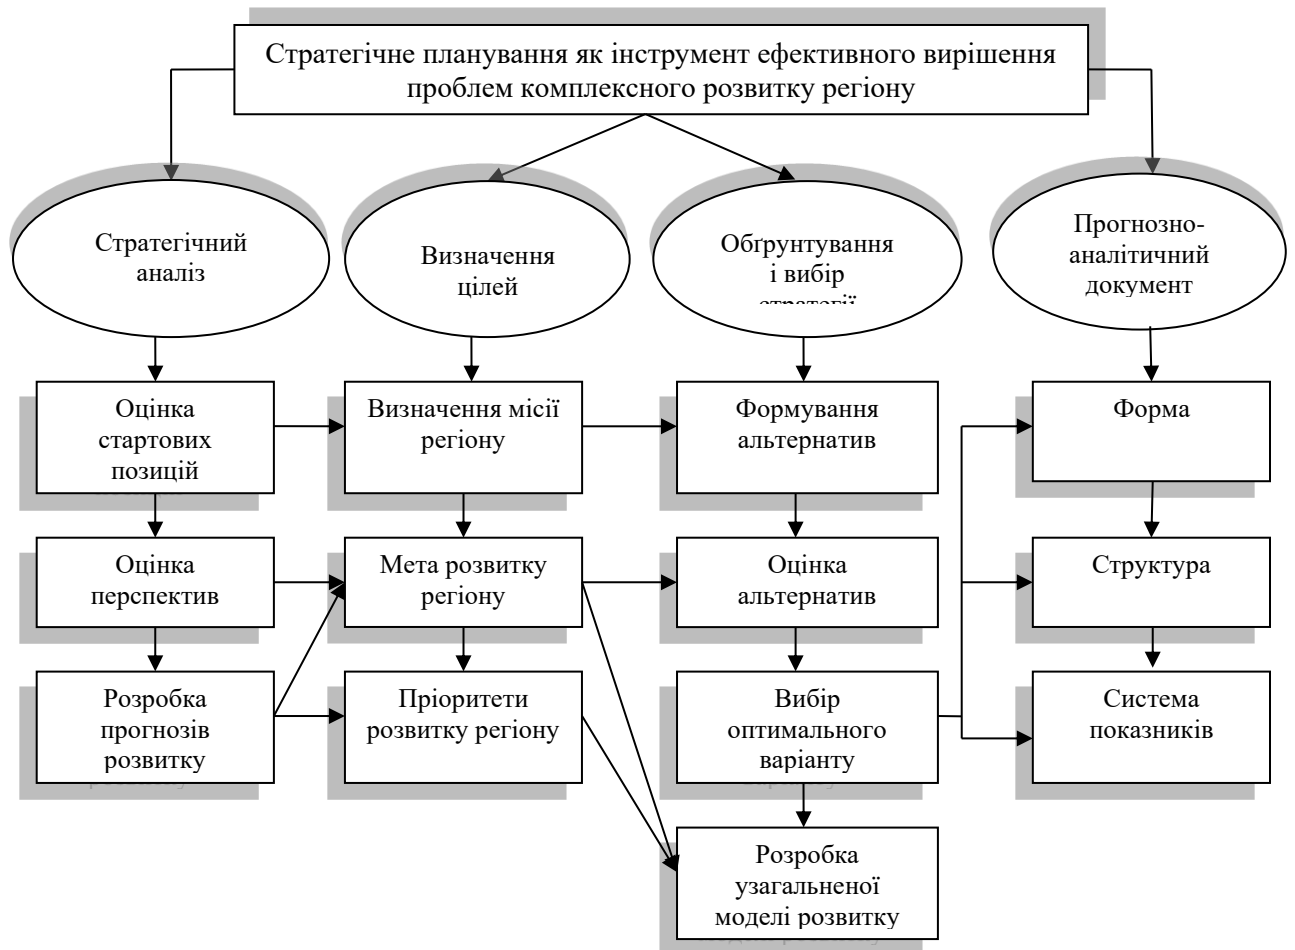 Стратегічне планування як інструмент ефективного вирішення
проблем комплексного розвитку регіону
Стратегічний
аналіз
Визначення
цілей
Обґрунтування
і вибір
стратегії
Прогнозно-
аналітичний
документ
Оцінка
стартових
позицій
Визначення місії
регіону
Формування
альтернатив
Форма
Оцінка
перспектив
Мета розвитку
регіону
Оцінка
альтернатив
Структура
Розробка
прогнозів
розвитку
Пріоритети
розвитку регіону
Вибір
оптимального
варіанту
Система
показників
Розробка
узагальненої
моделі розвитку